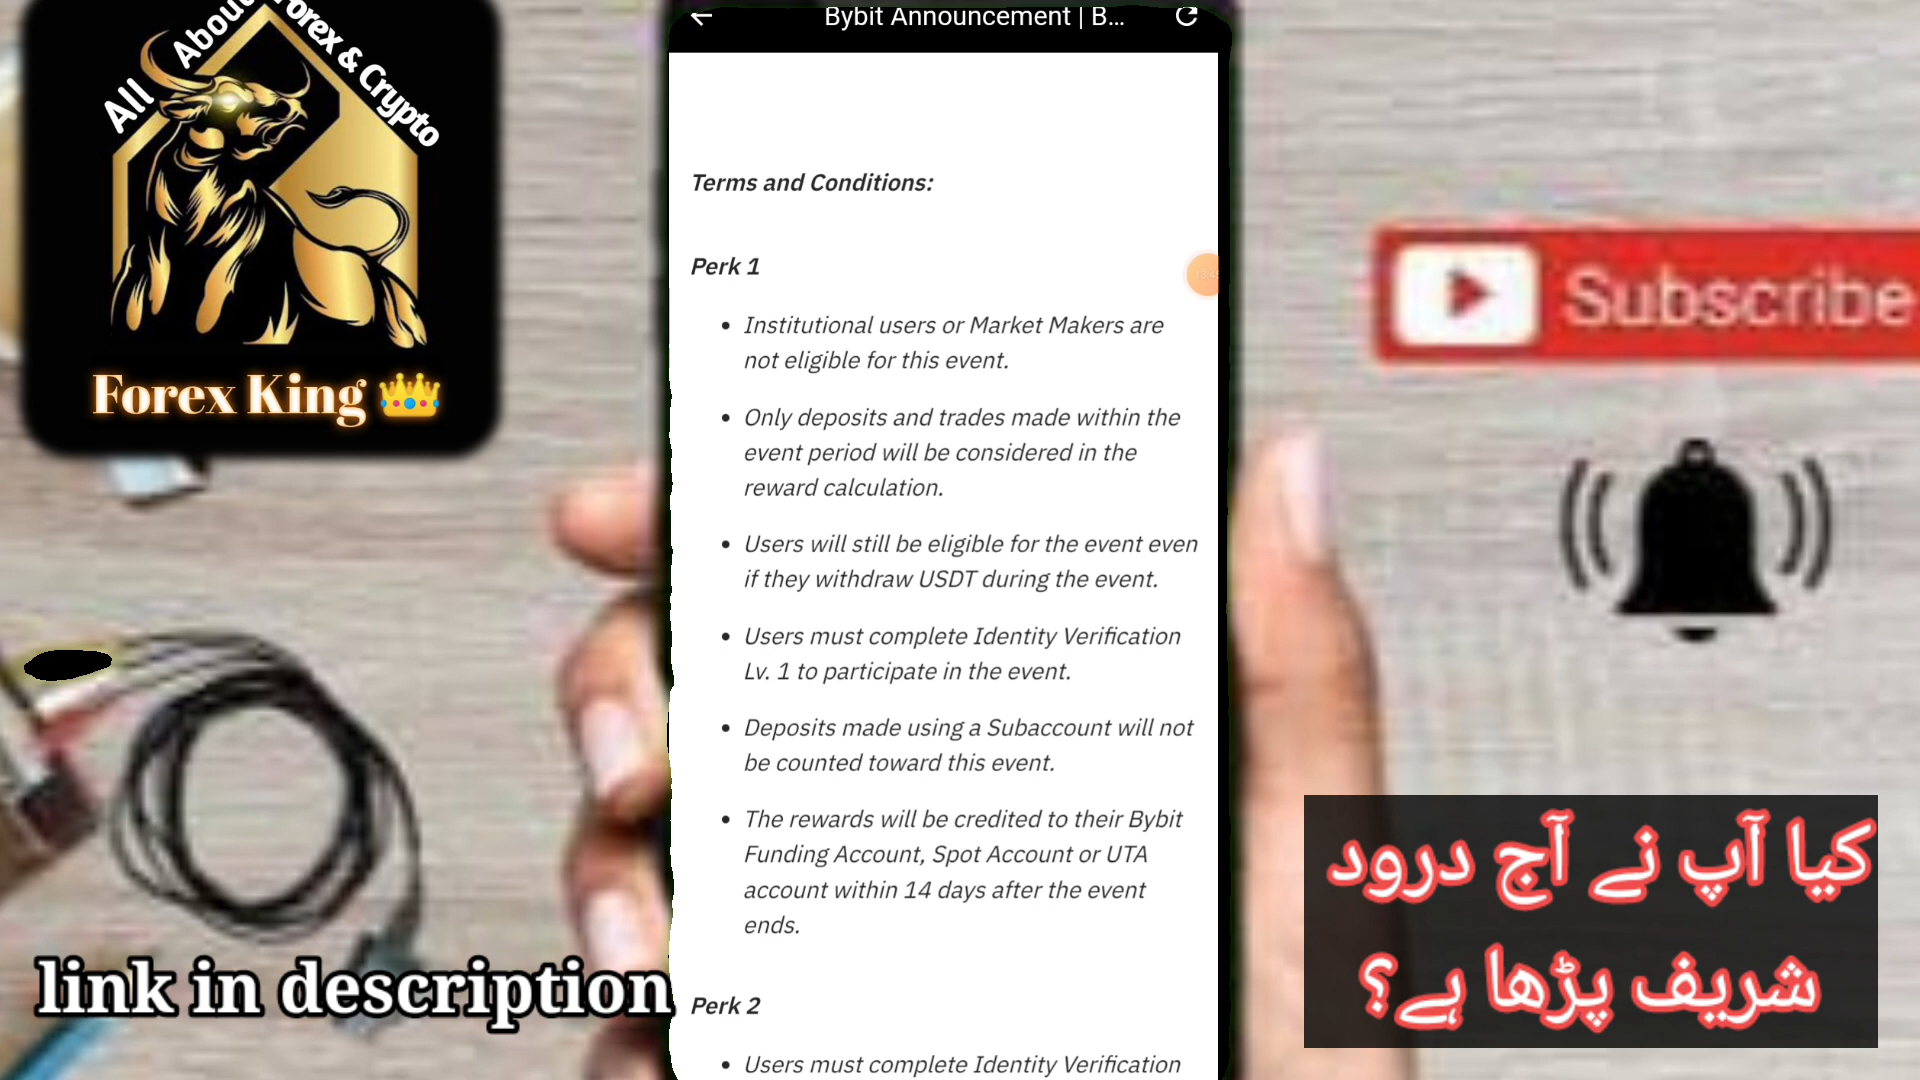 All About Forex & Crypto
Forex King
link in description
Bybit Announcement | B...
Terms and Conditions:
Perk 1
• Institutional users or Market Makers are
not eligible for this event.
• Only deposits and trades made within the
event period will be considered in the
reward calculation.
• Users will still be eligible for the event even
if they withdraw USDT during the event.
• Users must complete Identity Verification
Lv. 1 to participate in the event.
• Deposits made using a Subaccount will not
be counted toward this event.
• The rewards will be credited to their Bybit
Funding Account, Spot Account or UTA
account within 14 days after the event
ends.
Perk 2
• Users must complete Identity Verification
Subscribe
کیا آپ نے آج درود
شریف پڑھا ہے؟